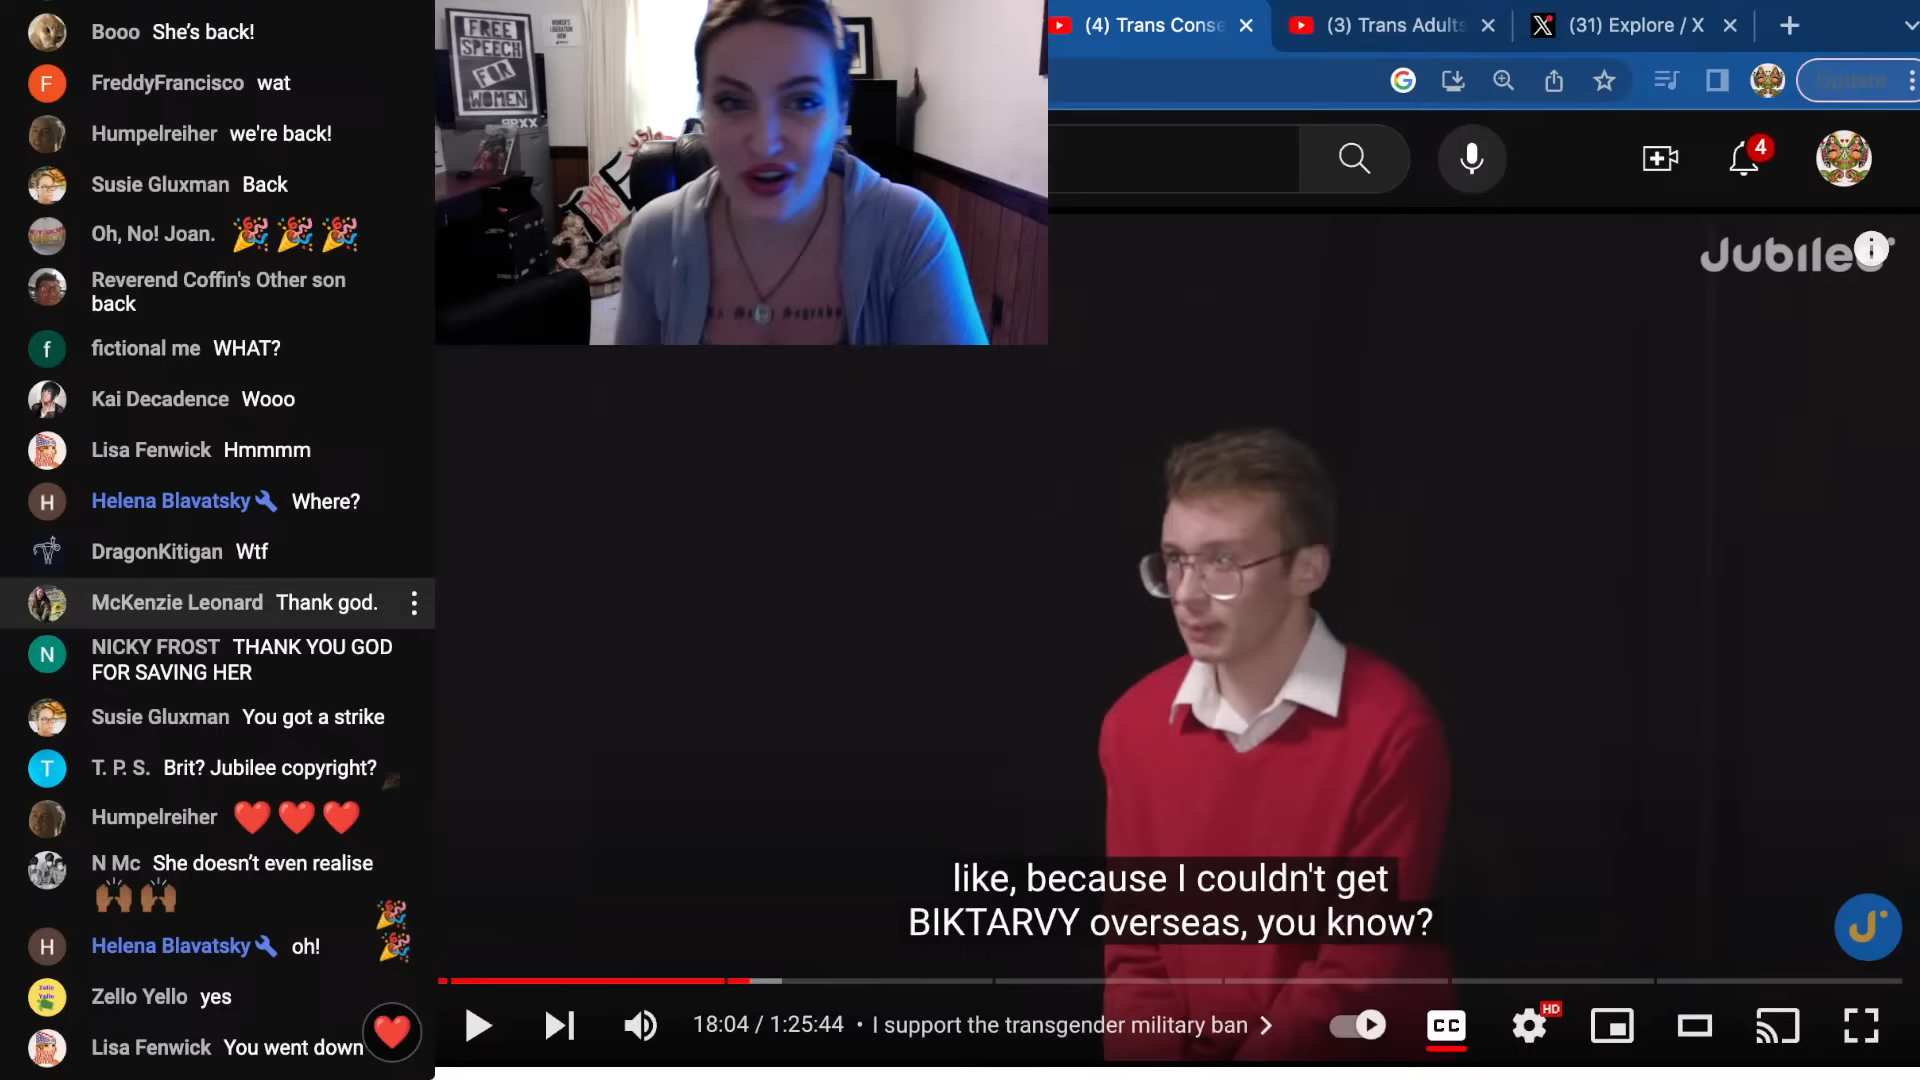 Booo She’s back!
F
FreddyFrancisco wat
Humpelreiher we're back!
Susie Gluxman Back
Oh, No! Joan. 🎉🎉🎉
Reverend Coffin's Other son
back
f
fictional me WHAT?
Kai Decadence Wooo
Lisa Fenwick Hmmmm
H
Helena Blavatsky Where?
DragonKitigan Wtf
McKenzie Leonard Thank god.
N
NICKY FROST THANK YOU GOD
FOR SAVING HER
Susie Gluxman You got a strike
T
T. P. S. Brit? Jubilee copyright?
Humpelreiher ❤️❤️❤️
N Mc She doesn’t even realise
🙌🏾🙌🏾
H
Helena Blavatsky oh!
Zello Yello yes
Lisa Fenwick You went down
FREE
SPEECH
FOR
WOMEN
(4) Trans Conse
(3) Trans Adults
(31) Explore / X
Update
4
Jubilee
like, because I couldn't get
BIKTARVY overseas, you know?
18:04 / 1:25:44 • I support the transgender military ban
CC
HD